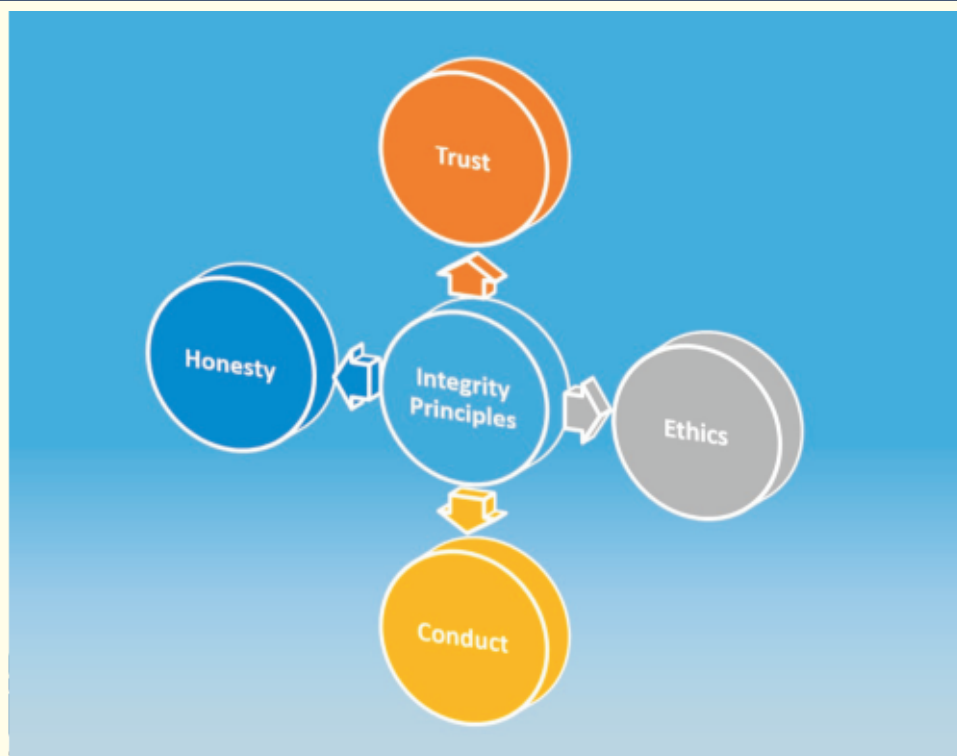 Trust
Honesty
Integrity
Principles
Ethics
Conduct